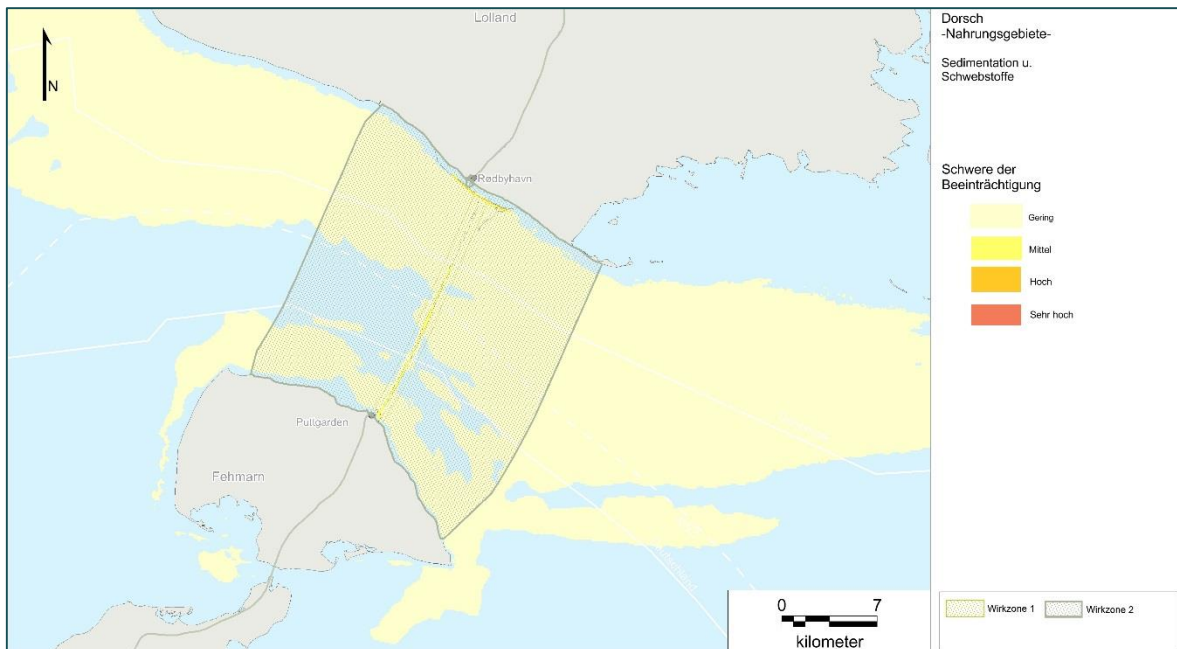 Lolland
N
Rødbyhavn
Puttgarden
Fehmarn
0 7
kilometer
Dorsch
-Nahrungsgebiete-
Sedimentation u.
Schwebstoffe
Schwere der
Beeinträchtigung
Gering
Mittel
Hoch
Sehr hoch
Wirkzone 1 Wirkzone 2